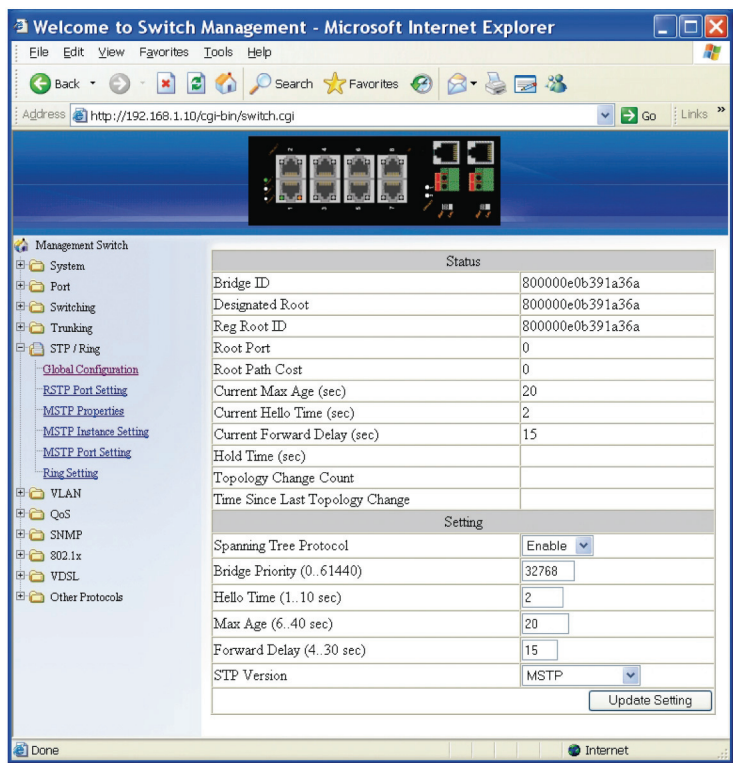 Welcome to Switch Management - Microsoft Internet Explorer
File Edit View Favorites Tools Help
Back Search Favorites
Address http://192.168.1.10/cgi-bin/switch.cgi Go Links »
Management Switch
System
Port
Switching
Trunking
STP / Ring
Global Configuration
RSTP Port Setting
MSTP Properties
MSTP Instance Setting
MSTP Port Setting
Ring Setting
VLAN
QoS
SNMP
802.1x
VDSL
Other Protocols
Status
Bridge ID 800000e0b391a36a
Designated Root 800000e0b391a36a
Reg Root ID 800000e0b391a36a
Root Port 0
Root Path Cost 0
Current Max Age (sec) 20
Current Hello Time (sec) 2
Current Forward Delay (sec) 15
Hold Time (sec)
Topology Change Count
Time Since Last Topology Change
Setting
Spanning Tree Protocol Enable
Bridge Priority (0..61440) 32768
Hello Time (1..10 sec) 2
Max Age (6..40 sec) 20
Forward Delay (4..30 sec) 15
STP Version MSTP
Update Setting
Done Internet